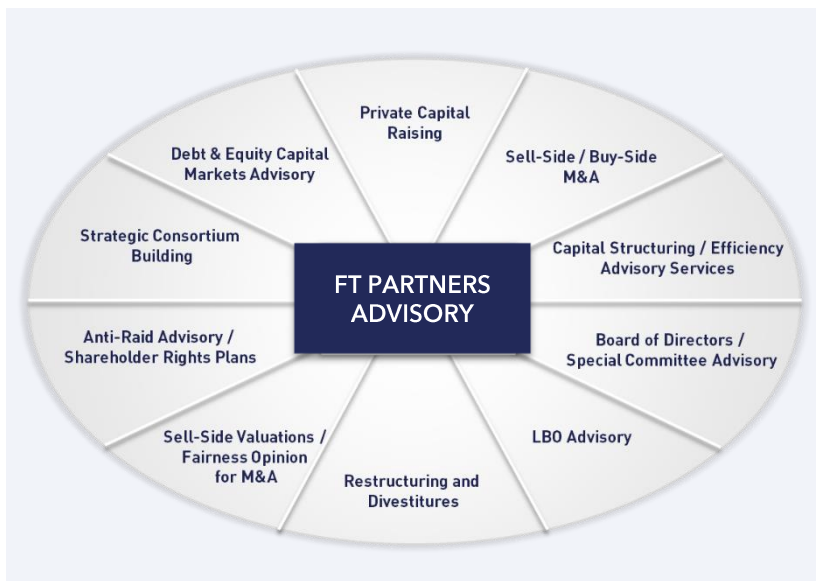 Private Capital
Raising
Sell-Side / Buy-Side
M&A
Capital Structuring / Efficiency
Advisory Services
Board of Directors /
Special Committee Advisory
LBO Advisory
Restructuring and
Divestitures
Sell-Side Valuations /
Fairness Opinion
for M&A
Anti-Raid Advisory /
Shareholder Rights Plans
Strategic Consortium
Building
Debt & Equity Capital
Markets Advisory
FT PARTNERS
ADVISORY